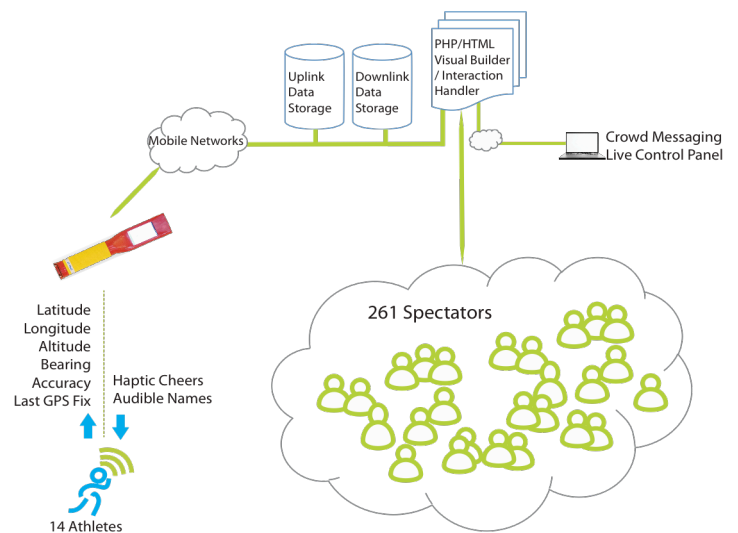 PHP/HTML
Visual Builder
/ Interaction
Handler
Uplink
Data
Storage
Downlink
Data
Storage
Mobile Networks
Crowd Messaging
Live Control Panel
261 Spectators
Latitude
Longitude
Altitude
Bearing
Accuracy
Last GPS Fix
Haptic Cheers
Audible Names
14 Athletes